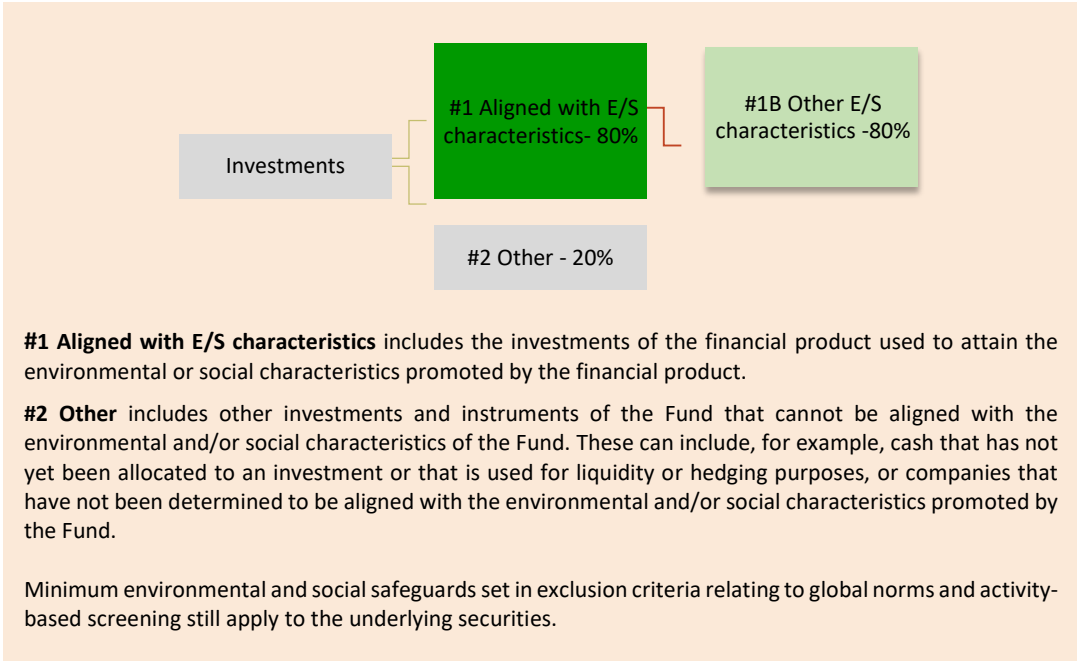 #1 Aligned with E/S
characteristics- 80%
#1B Other E/S
characteristics -80%
Investments
#2 Other - 20%
#1 Aligned with E/S characteristics includes the investments of the financial product used to attain the
environmental or social characteristics promoted by the financial product.
#2 Other includes other investments and instruments of the Fund that cannot be aligned with the
environmental and/or social characteristics of the Fund. These can include, for example, cash that has not
yet been allocated to an investment or that is used for liquidity or hedging purposes, or companies that
have not been determined to be aligned with the environmental and/or social characteristics promoted by
the Fund.
Minimum environmental and social safeguards set in exclusion criteria relating to global norms and activity-
based screening still apply to the underlying securities.